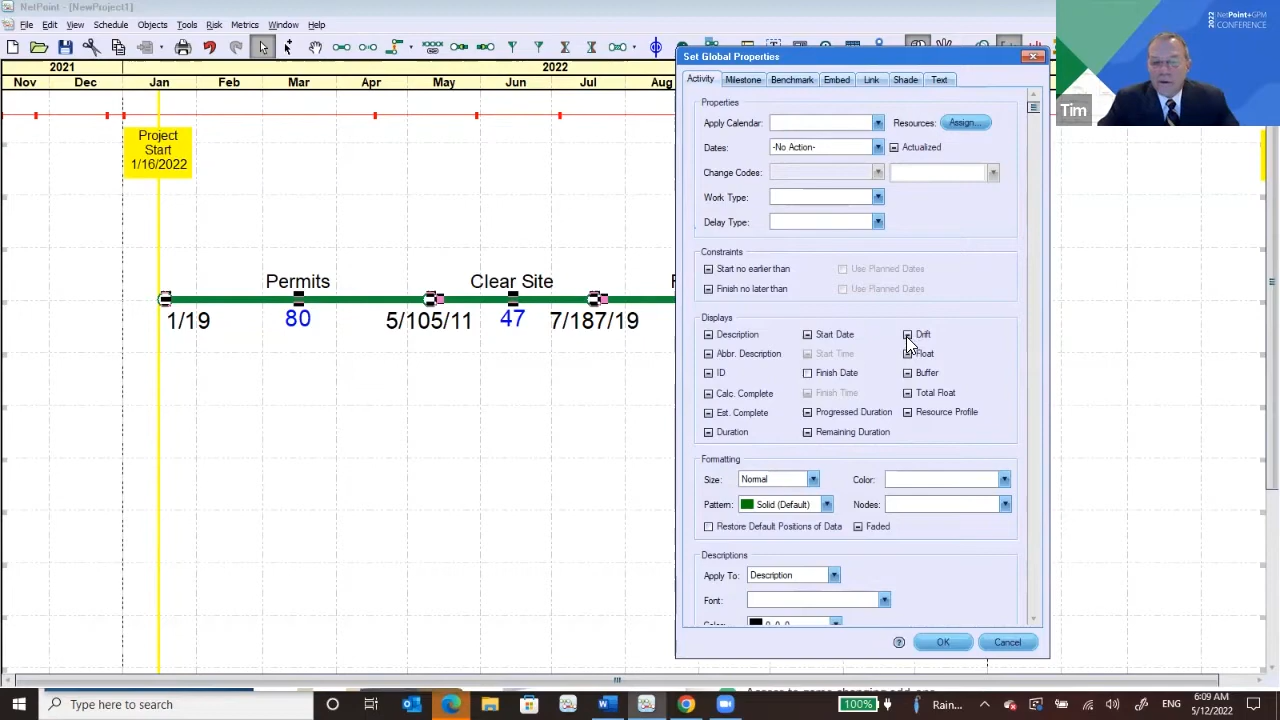 NetPoint - [NewProject1]
File Edit View Schedule Objects Tools Risk Metrics Window Help
2022 NetPoint+GPM CONFERENCE
Tim
2021 2022
Nov Dec Jan Feb Mar Apr May Jun Jul Aug
Project
Start
1/16/2022
Permits Clear Site
1/19 80 5/105/11 47 7/187/19
Set Global Properties
Activity Milestone Benchmark Embed Link Shade Text
Properties
Apply Calendar: Resources: Assign...
Dates: -No Action- Actualized
Change Codes:
Work Type:
Delay Type:
Constraints
Start no earlier than Use Planned Dates
Finish no later than Use Planned Dates
Displays
Description Start Date Drift
Abbr. Description Start Time Float
ID Finish Date Buffer
Calc. Complete Finish Time Total Float
Est. Complete Progressed Duration Resource Profile
Duration Remaining Duration
Formatting
Size: Normal Color:
Pattern: Solid (Default) Nodes:
Restore Default Positions of Data Faded
Descriptions
Apply To: Description
Font:
OK Cancel
Type here to search
100% Rain... ENG 6:09 AM
5/12/2022